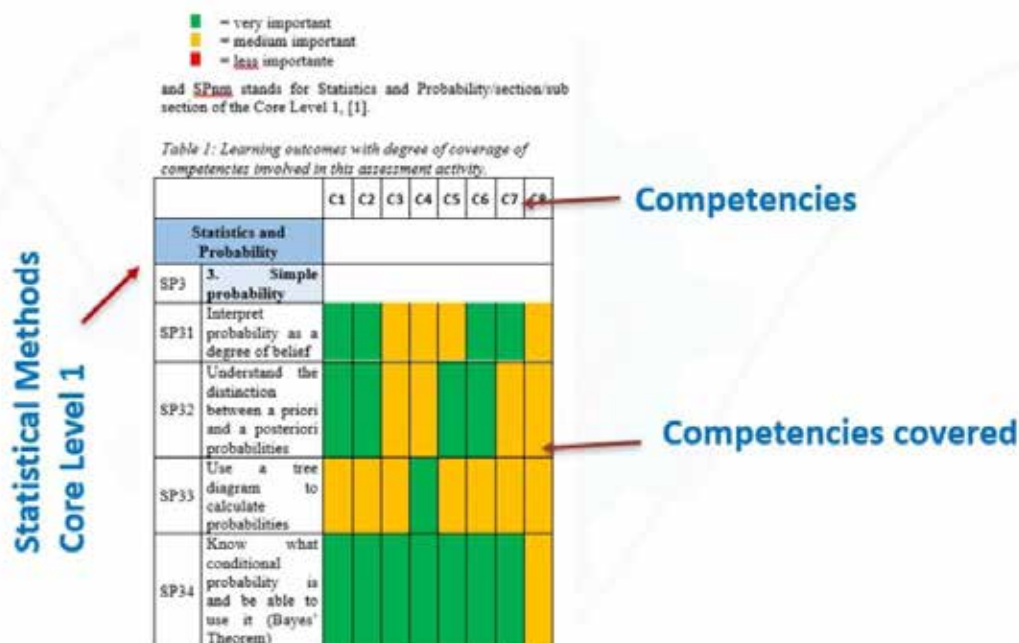 = very important
= medium important
= less importante
and SPnm stands for Statistics and Probability/section/sub
section of the Core Level 1, [1].
Table 1: Learning outcomes with degree of coverage of
competencies involved in this assessment activity.
C1 C2 C3 C4 C5 C6 C7 C8
Competencies
Statistics and
Probability
SP3
3. Simple
probability
SP31
Interpret
probability as a
degree of belief
SP32
Understand the
distinction
between a priori
and a posteriori
probabilities
SP33
Use a tree
diagram to
calculate
probabilities
SP34
Know what
conditional
probability is
and be able to
use it (Bayes'
Theorem)
Competencies covered
Statistical Methods
Core Level 1